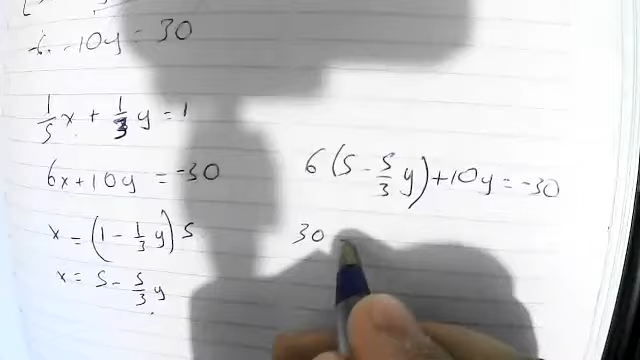 -6x -10y = 30
1/5 x + 1/3 y = 1
6x + 10y = -30
x = (1 - 1/3 y) 5
x = 5 - 5/3 y
6(5 - 5/3 y) + 10y = -30
30 -